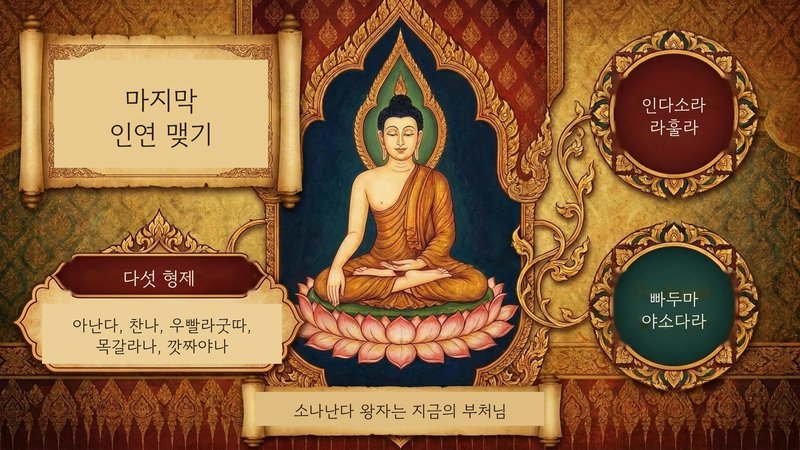 마지막
인연 맺기
다섯 형제
아난다, 찬나, 우빨라굿따,
목갈라나, 깟짜야나
인다소라
라훌라
빠두마
야소다라
소나난다 왕자는 지금의 부처님